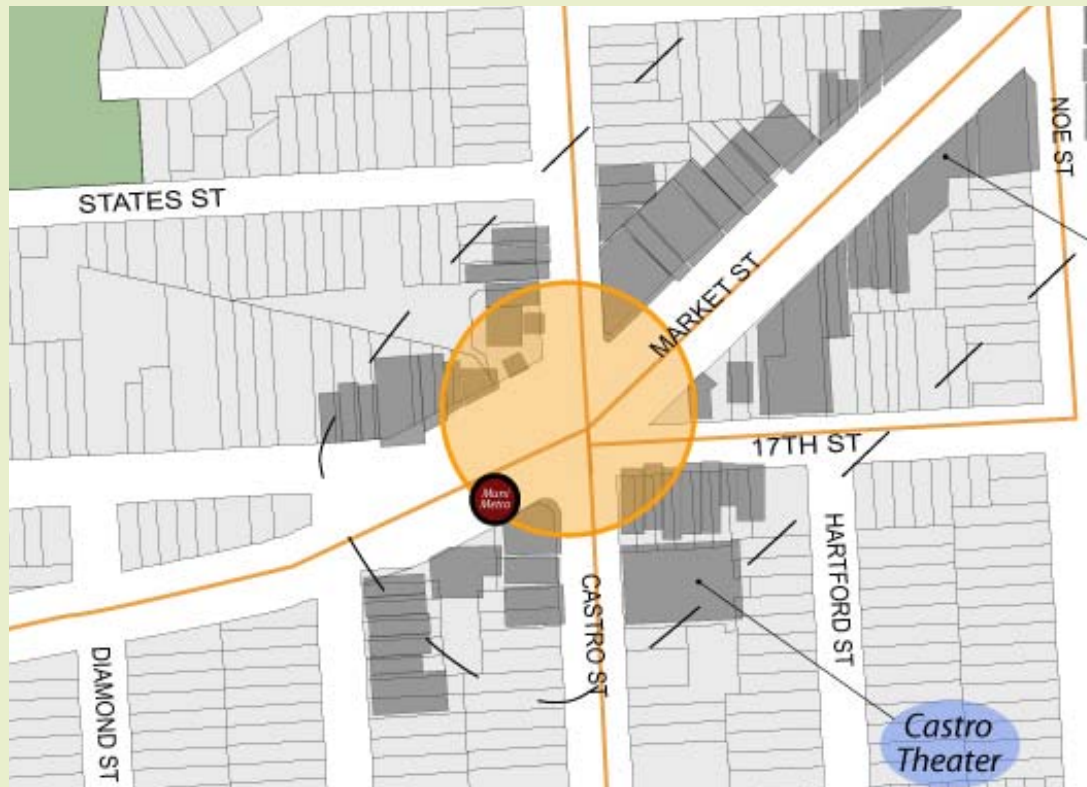 STATES ST
NOE ST
MARKET ST
17TH ST
Muni
Metro
CASTRO ST
HARTFORD ST
DIAMOND ST
Castro
Theater